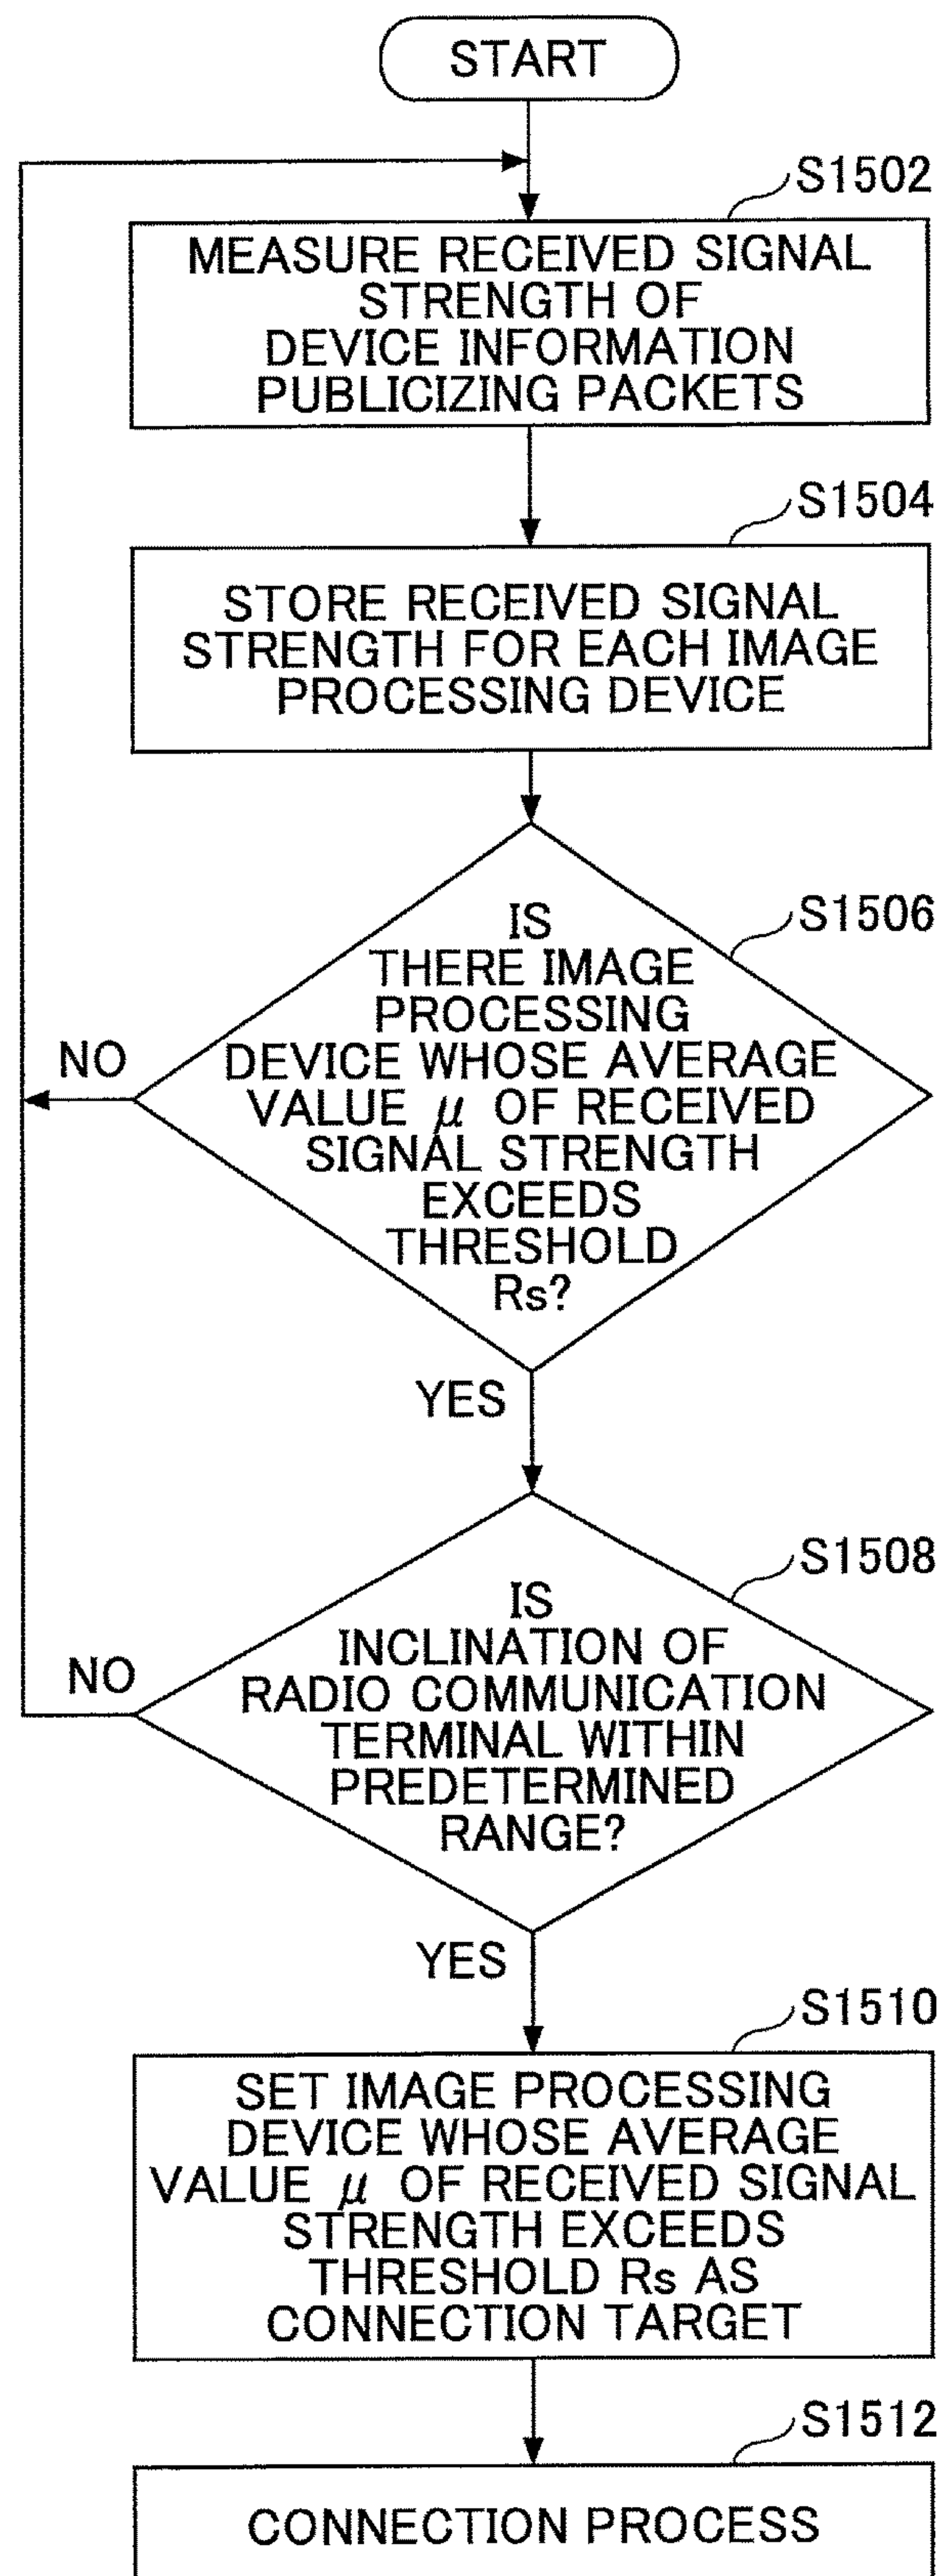 START
S1502
MEASURE RECEIVED SIGNAL
STRENGTH OF
DEVICE INFORMATION
PUBLICIZING PACKETS
S1504
STORE RECEIVED SIGNAL
STRENGTH FOR EACH IMAGE
PROCESSING DEVICE
S1506
IS
THERE IMAGE
PROCESSING
DEVICE WHOSE AVERAGE
VALUE μ OF RECEIVED
SIGNAL STRENGTH
EXCEEDS
THRESHOLD
Rs?
NO
YES
S1508
IS
INCLINATION OF
RADIO COMMUNICATION
TERMINAL WITHIN
PREDETERMINED
RANGE?
NO
YES
S1510
SET IMAGE PROCESSING
DEVICE WHOSE AVERAGE
VALUE μ OF RECEIVED SIGNAL
STRENGTH EXCEEDS
THRESHOLD Rs AS
CONNECTION TARGET
S1512
CONNECTION PROCESS